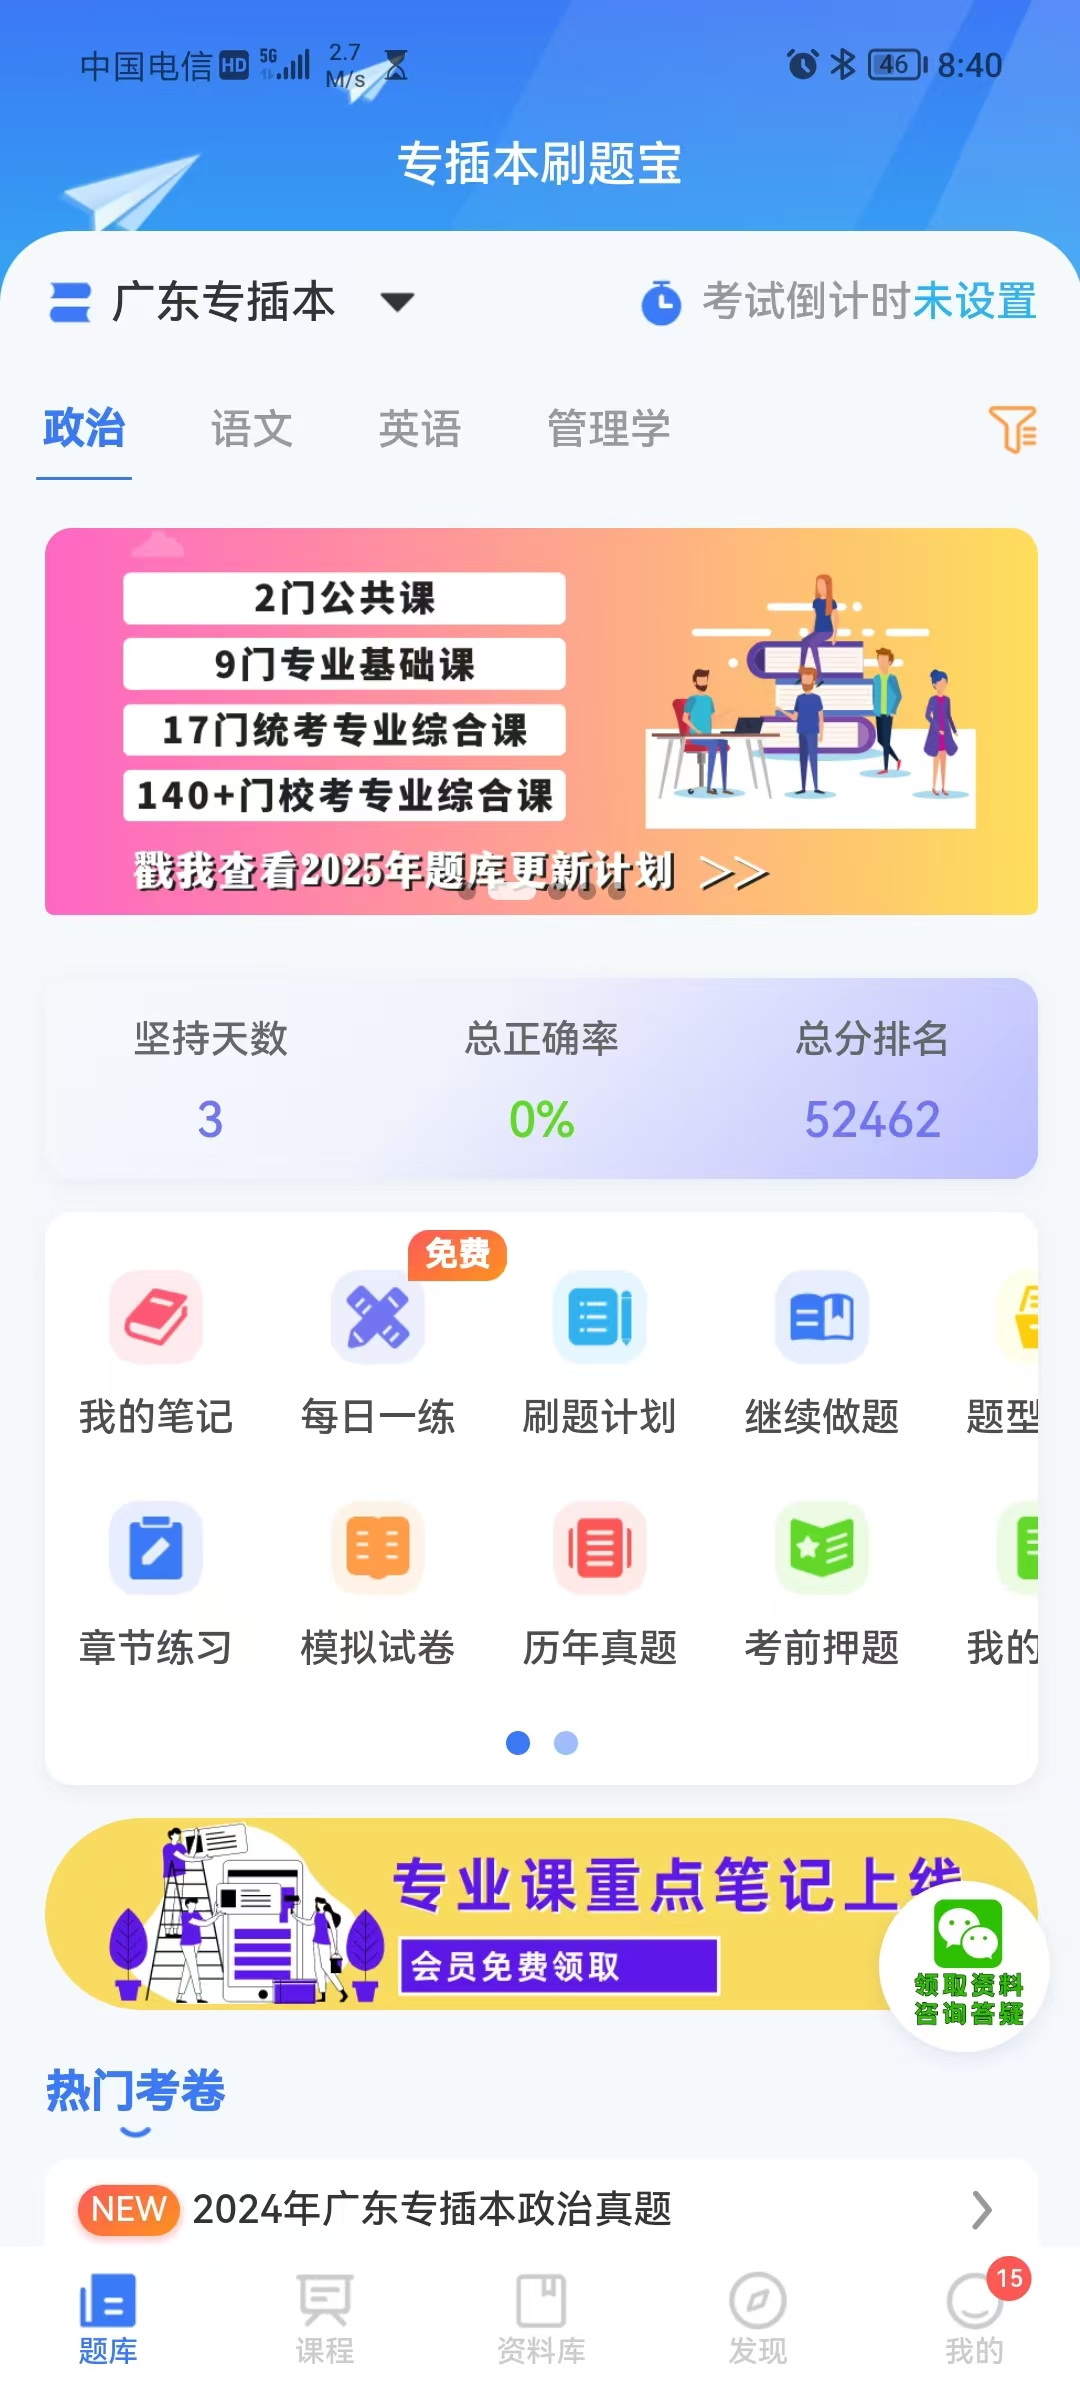 中国电信 HD 5G 2.7 M/s 46 8:40
专插本刷题宝
广东专插本 考试倒计时未设置
政治 语文 英语 管理学
2门公共课
9门专业基础课
17门统考专业综合课
140+门校考专业综合课
戳我查看2025年题库更新计划 >>
坚持天数 总正确率 总分排名
3 0% 52462
免费
我的笔记 每日一练 刷题计划 继续做题 题型
章节练习 模拟试卷 历年真题 考前押题 我的
专业课重点笔记上线
会员免费领取
领取资料
咨询答疑
热门考卷
NEW 2024年广东专插本政治真题
15
题库 课程 资料库 发现 我的